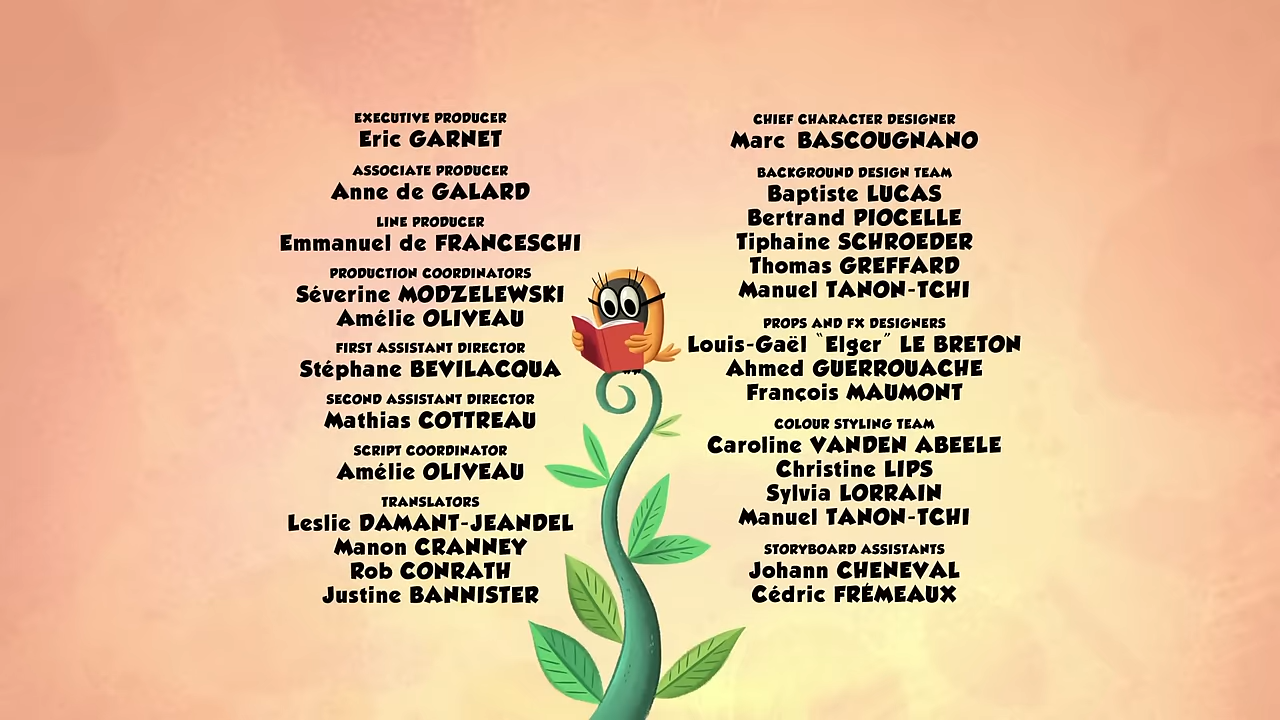 EXECUTIVE PRODUCER
Eric GARNET
ASSOCIATE PRODUCER
Anne de GALARD
LINE PRODUCER
Emmanuel de FRANCESCHI
PRODUCTION COORDINATORS
Séverine MODZELEWSKI
Amélie OLIVEAU
FIRST ASSISTANT DIRECTOR
Stéphane BEVILACQUA
SECOND ASSISTANT DIRECTOR
Mathias COTTREAU
SCRIPT COORDINATOR
Amélie OLIVEAU
TRANSLATORS
Leslie DAMANT-JEANDEL
Manon CRANNEY
Rob CONRATH
Justine BANNISTER
CHIEF CHARACTER DESIGNER
Marc BASCOUGNANO
BACKGROUND DESIGN TEAM
Baptiste LUCAS
Bertrand PIOCELLE
Tiphaine SCHROEDER
Thomas GREFFARD
Manuel TANON-TCHI
PROPS AND FX DESIGNERS
Louis-Gaël "Elger" LE BRETON
Ahmed GUERROUACHE
François MAUMONT
COLOUR STYLING TEAM
Caroline VANDEN ABEELE
Christine LIPS
Sylvia LORRAIN
Manuel TANON-TCHI
STORYBOARD ASSISTANTS
Johann CHENEVAL
Cédric FRÉMEAUX